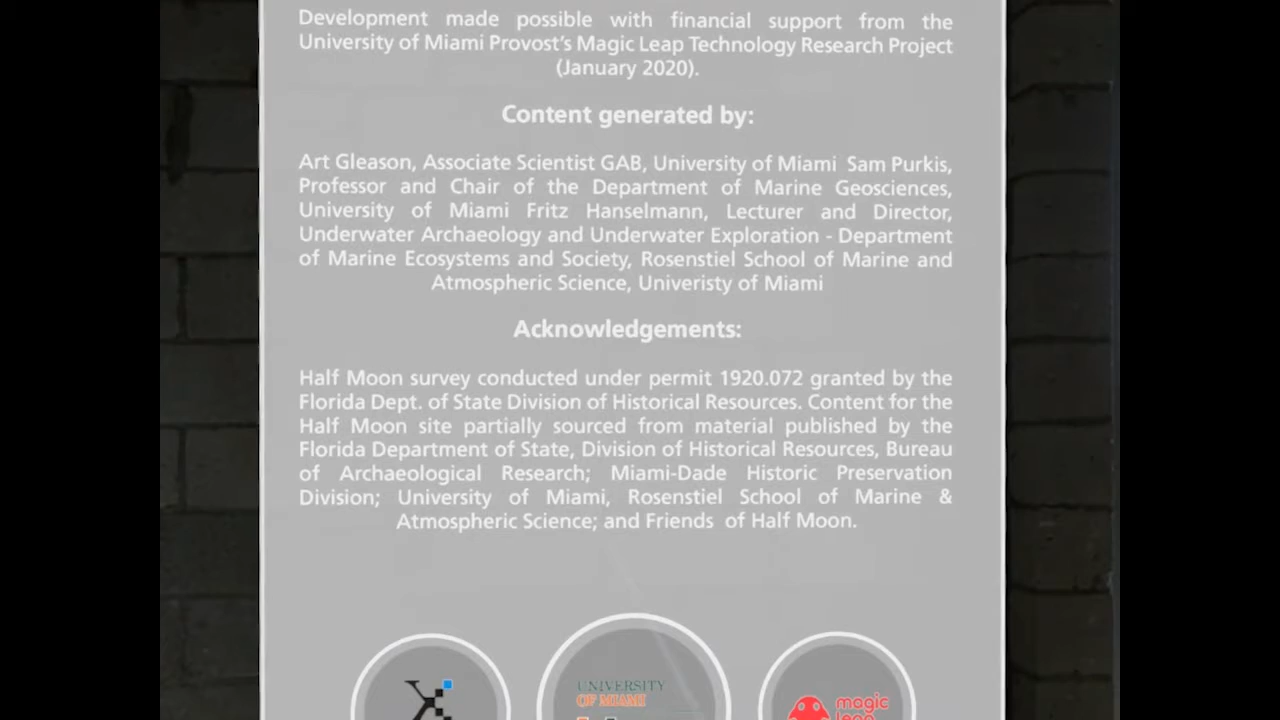 Development made possible with financial support from the
University of Miami Provost's Magic Leap Technology Research Project
(January 2020).
Content generated by:
Art Gleason, Associate Scientist GAB, University of Miami Sam Purkis,
Professor and Chair of the Department of Marine Geosciences,
University of Miami Fritz Hanselmann, Lecturer and Director,
Underwater Archaeology and Underwater Exploration - Department
of Marine Ecosystems and Society, Rosenstiel School of Marine and
Atmospheric Science, Univeristy of Miami
Acknowledgements:
Half Moon survey conducted under permit 1920.072 granted by the
Florida Dept. of State Division of Historical Resources. Content for the
Half Moon site partially sourced from material published by the
Florida Department of State, Division of Historical Resources, Bureau
of Archaeological Research; Miami-Dade Historic Preservation
Division; University of Miami, Rosenstiel School of Marine &
Atmospheric Science; and Friends of Half Moon.
UNIVERSITY
OF MIAMI
magic
leap